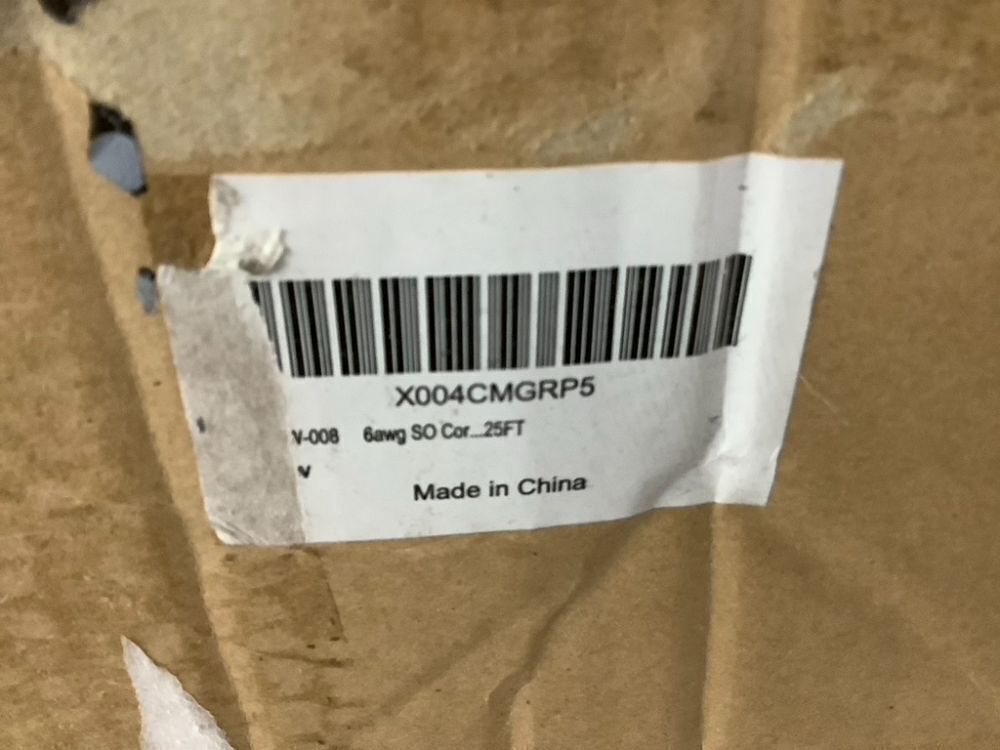 X004CMGRP5
V-008 6awg SO Cor...25FT
Made in China